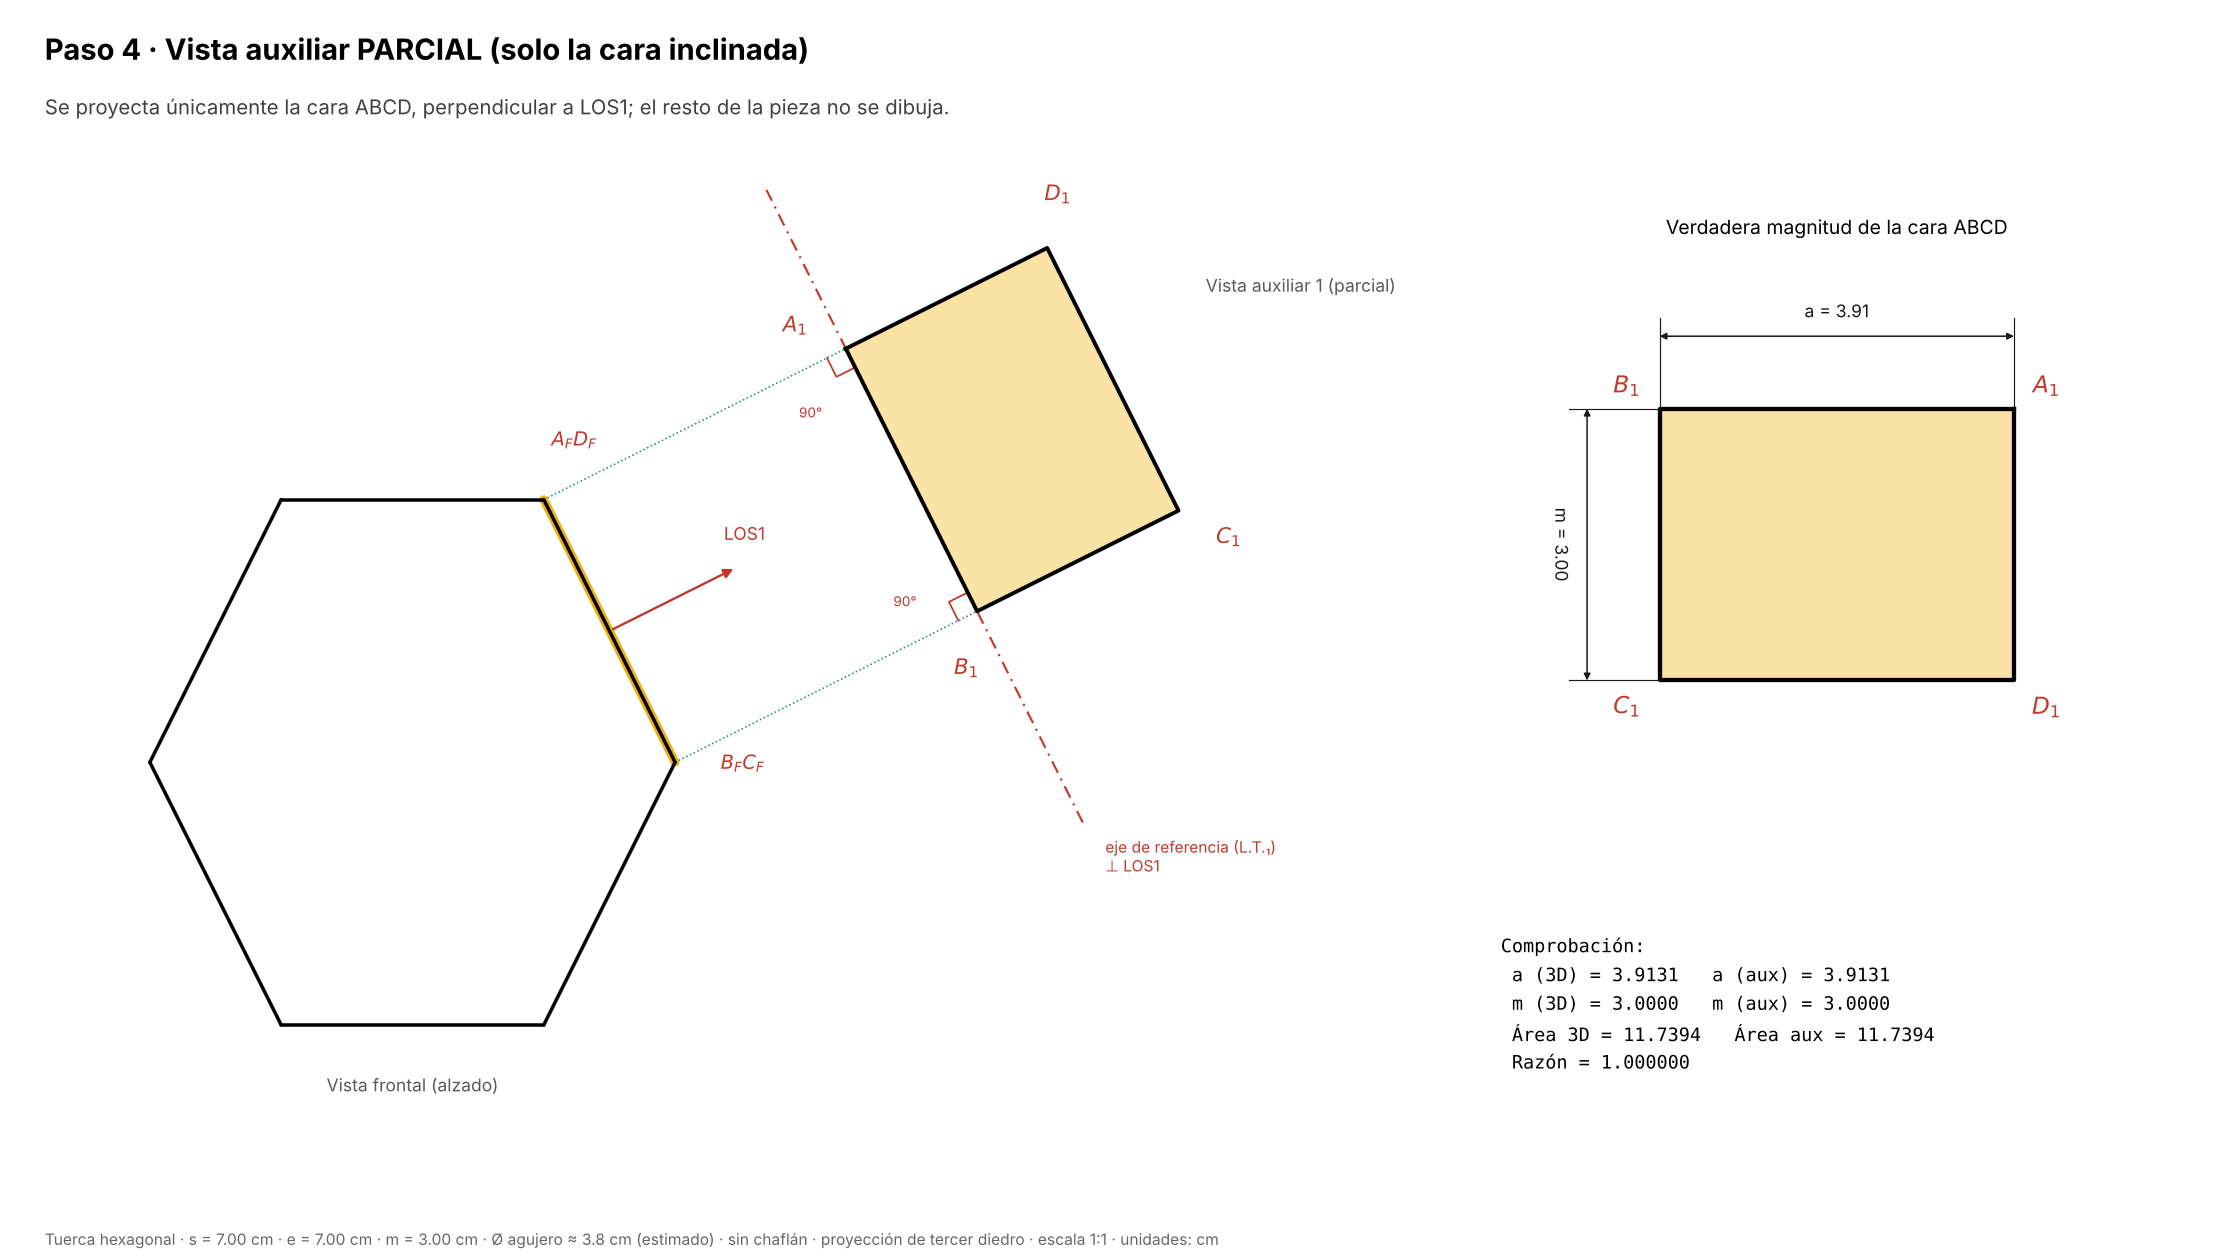 Paso 4 · Vista auxiliar PARCIAL (solo la cara inclinada)
Se proyecta únicamente la cara ABCD, perpendicular a LOS1; el resto de la pieza no se dibuja.
D₁
Verdadera magnitud de la cara ABCD
Vista auxiliar 1 (parcial)
a = 3.91
A₁
B₁
A₁
90°
A_FD_F
LOS1
C₁
m = 3.00
90°
B₁
C₁
D₁
B_FC_F
eje de referencia (L.T.₁)
⊥ LOS1
Comprobación:
a (3D) = 3.9131   a (aux) = 3.9131
m (3D) = 3.0000   m (aux) = 3.0000
Área 3D = 11.7394   Área aux = 11.7394
Razón = 1.000000
Vista frontal (alzado)
Tuerca hexagonal · s = 7.00 cm · e = 7.00 cm · m = 3.00 cm · Ø agujero ≈ 3.8 cm (estimado) · sin chaflán · proyección de tercer diedro · escala 1:1 · unidades: cm